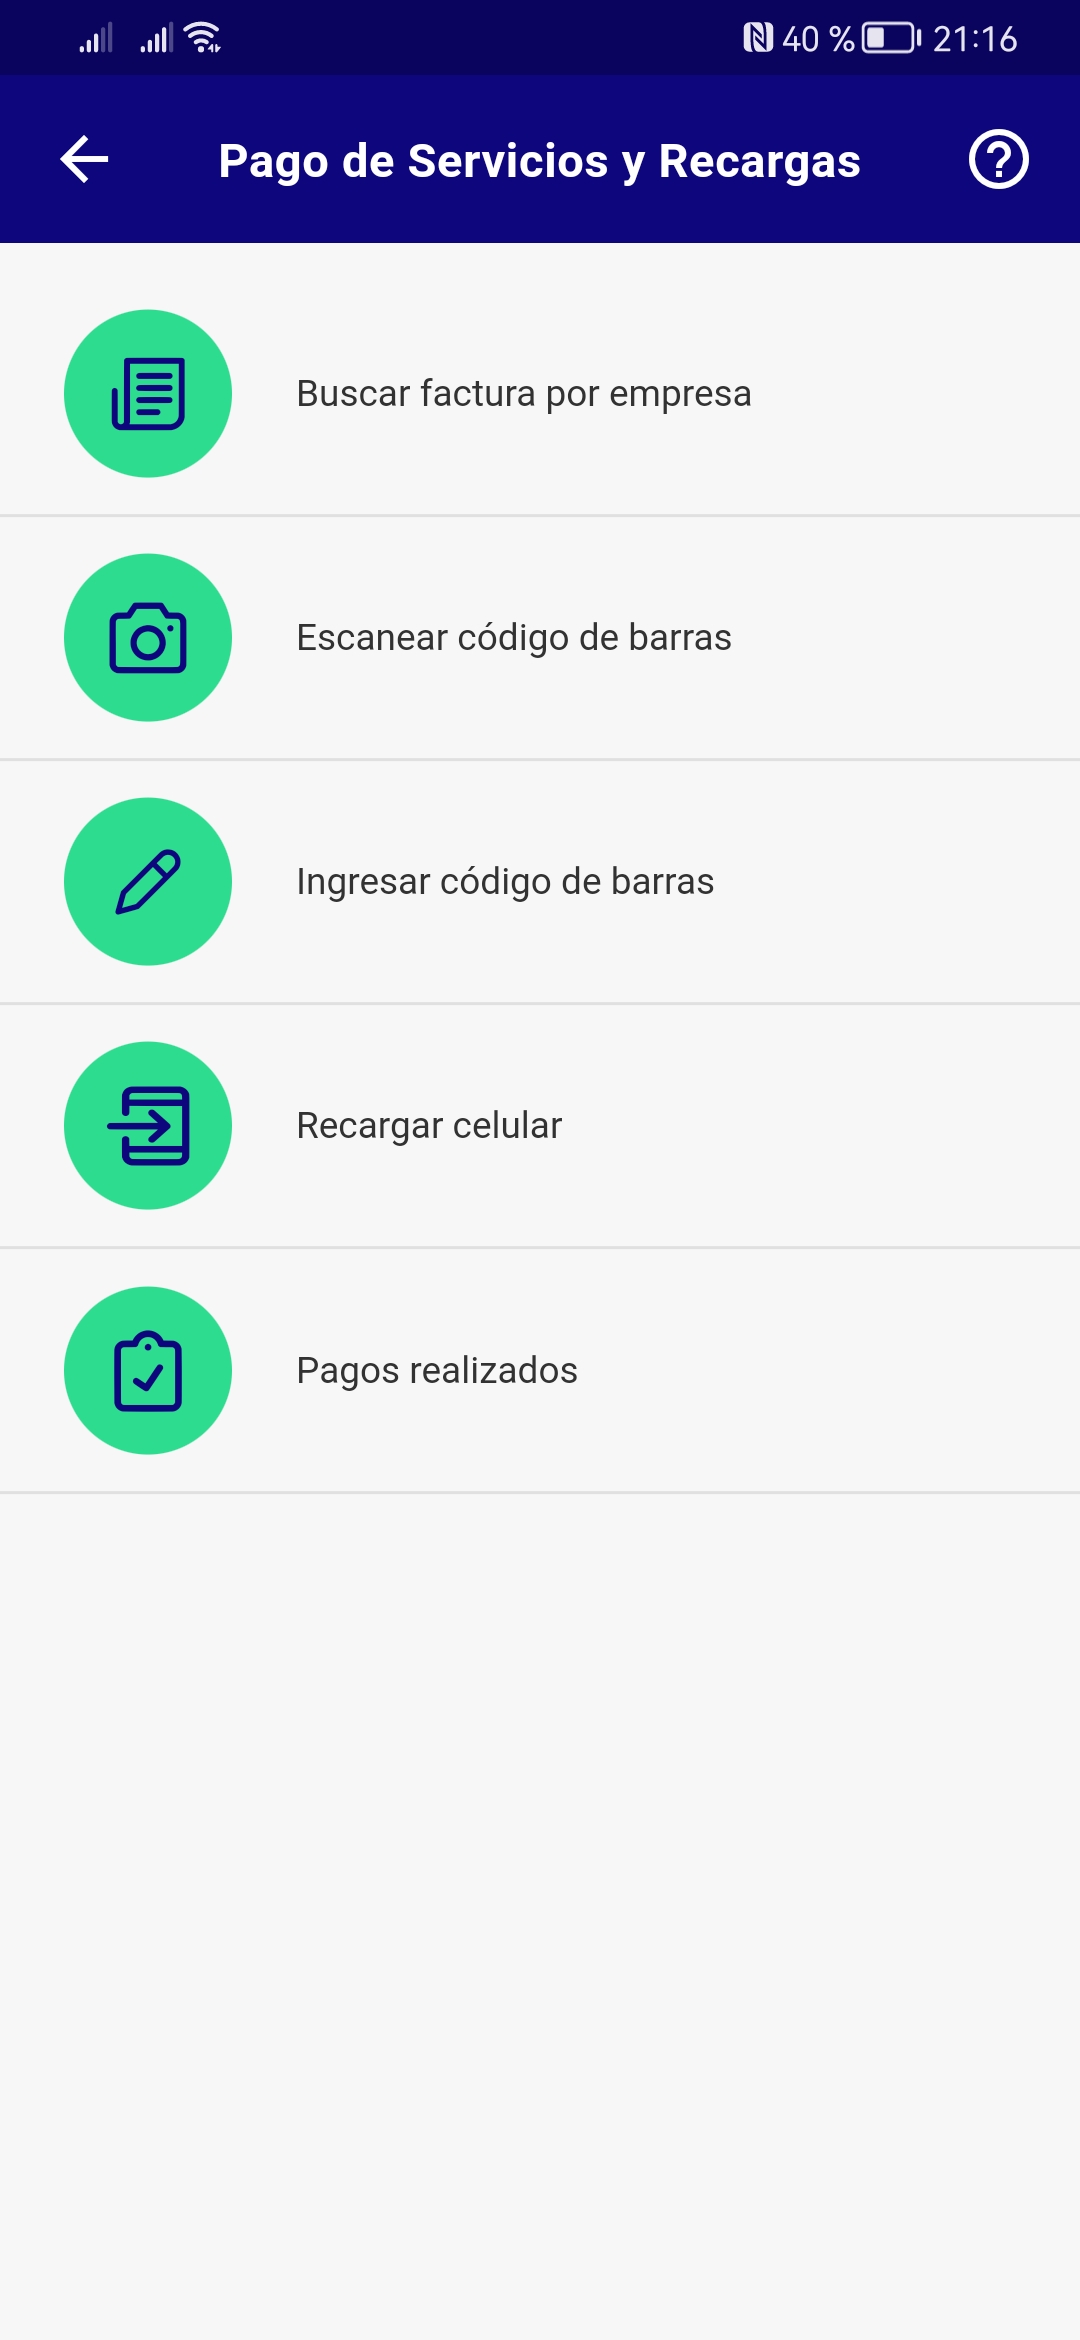 40 % 21:16
Pago de Servicios y Recargas
Buscar factura por empresa
Escanear código de barras
Ingresar código de barras
Recargar celular
Pagos realizados